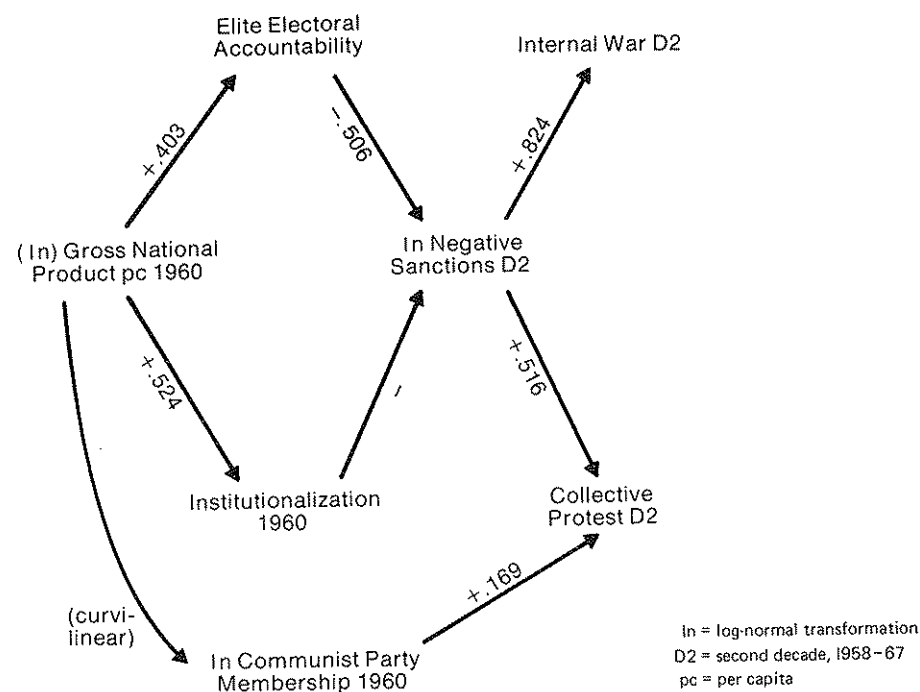 Elite Electoral
Accountability
Internal War D2
+.403
-.506
+.824
(ln) Gross National
Product pc 1960
ln Negative
Sanctions D2
+.524
-
+.516
Institutionalization
1960
Collective
Protest D2
+.169
(curvi-
linear)
ln Communist Party
Membership 1960
ln = log-normal transformation
D2 = second decade, 1958-67
pc = per capita